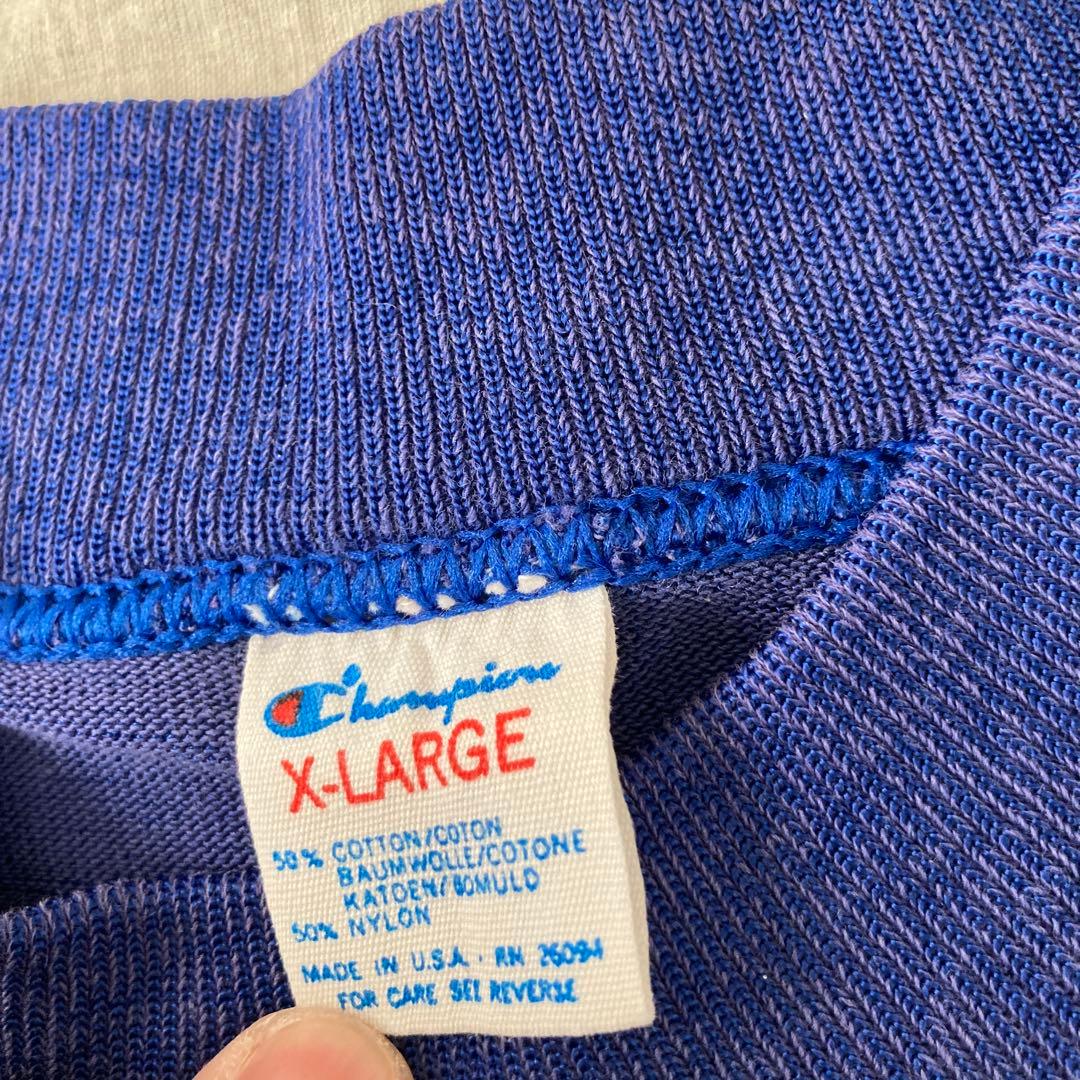 Champion
X-LARGE
50% COTTON/COTON
BAUMWOLLE/COTONE
KATOEN/BOMULD
50% NYLON
MADE IN U.S.A. · RN 26094
FOR CARE SEE REVERSE